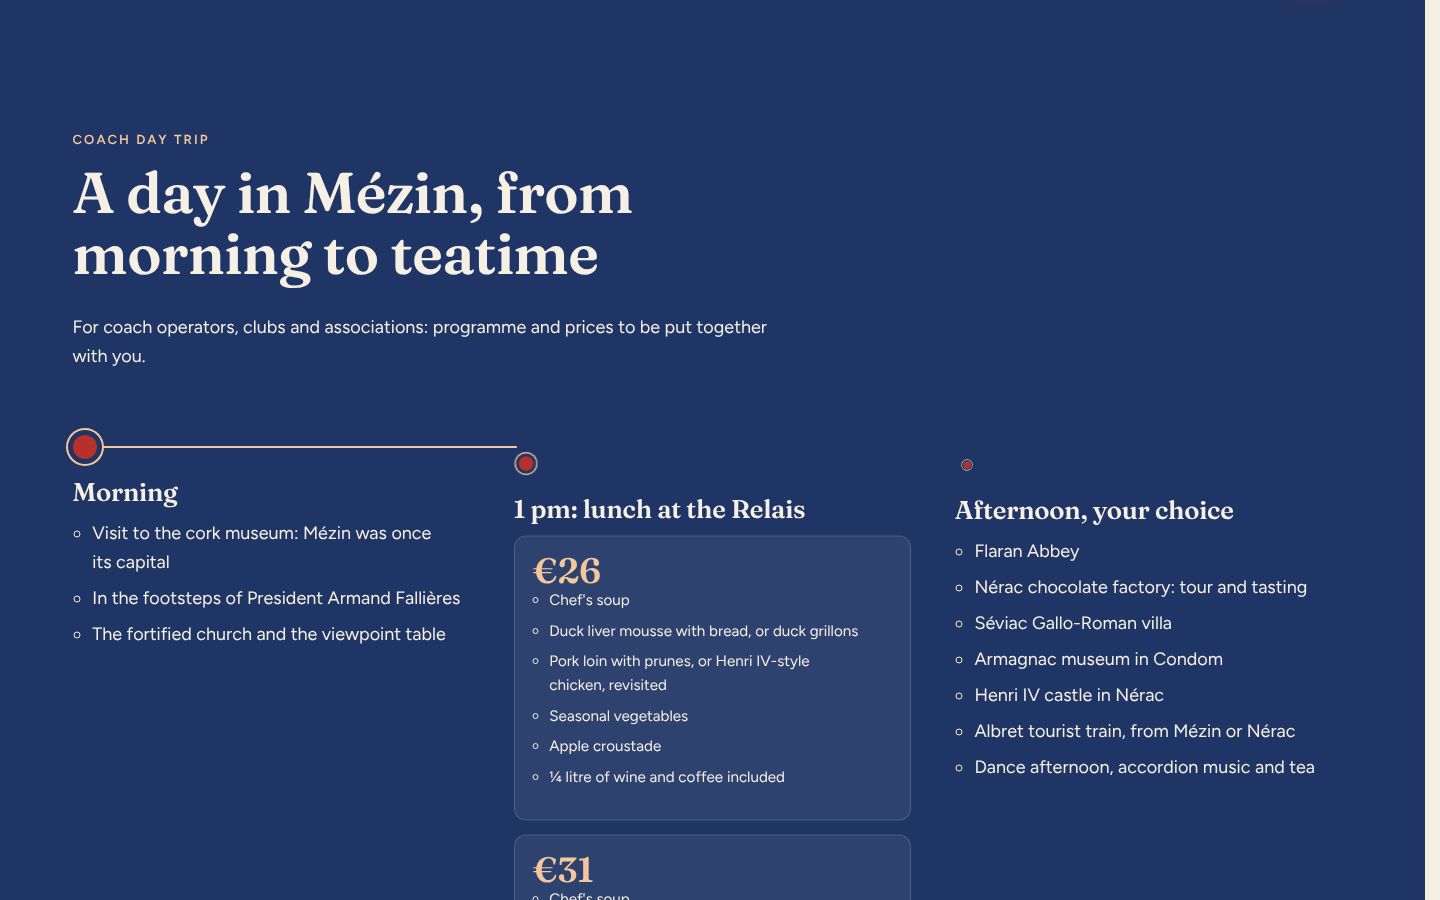 COACH DAY TRIP
A day in Mézin, from
morning to teatime
For coach operators, clubs and associations: programme and prices to be put together
with you.
Morning
Visit to the cork museum: Mézin was once
its capital
In the footsteps of President Armand Fallières
The fortified church and the viewpoint table
1 pm: lunch at the Relais
€26
Chef's soup
Duck liver mousse with bread, or duck grillons
Pork loin with prunes, or Henri IV-style
chicken, revisited
Seasonal vegetables
Apple croustade
¼ litre of wine and coffee included
€31
Chef's soup
Afternoon, your choice
Flaran Abbey
Nérac chocolate factory: tour and tasting
Séviac Gallo-Roman villa
Armagnac museum in Condom
Henri IV castle in Nérac
Albret tourist train, from Mézin or Nérac
Dance afternoon, accordion music and tea